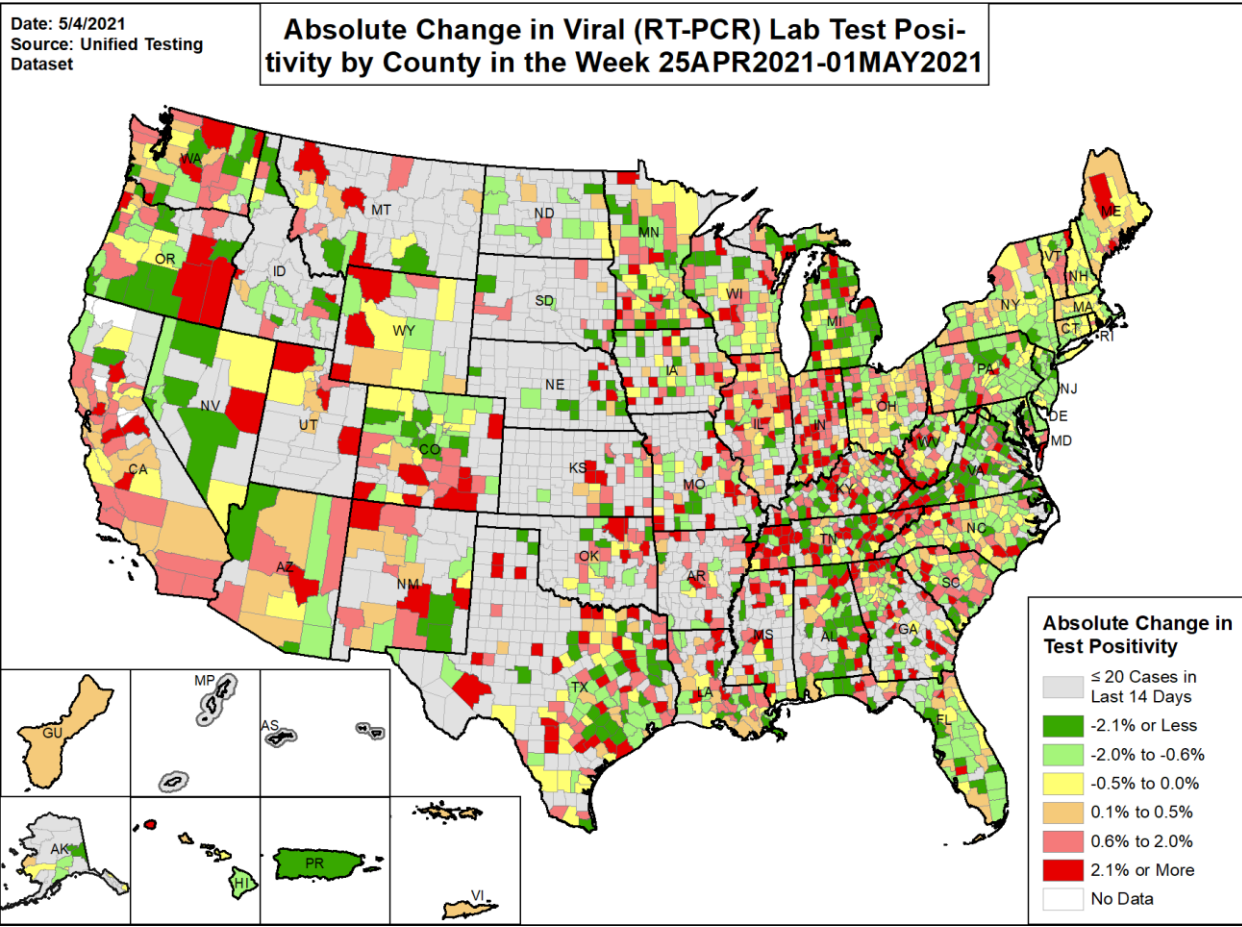 Date: 5/4/2021
Source: Unified Testing
Dataset
Absolute Change in Viral (RT-PCR) Lab Test Posi-
tivity by County in the Week 25APR2021-01MAY2021
WA
MT
ND
MN
ME
OR
ID
SD
WI
MI
VT
NH
NY
MA
CT
RI
WY
IA
PA
NJ
NE
NV
UT
CO
IL
IN
OH
DE
MD
WV
VA
CA
KS
MO
KY
NC
TN
OK
AR
SC
AZ
NM
MS
AL
GA
TX
LA
FL
GU
MP
AS
AK
HI
PR
VI
Absolute Change in
Test Positivity
≤ 20 Cases in
Last 14 Days
-2.1% or Less
-2.0% to -0.6%
-0.5% to 0.0%
0.1% to 0.5%
0.6% to 2.0%
2.1% or More
No Data